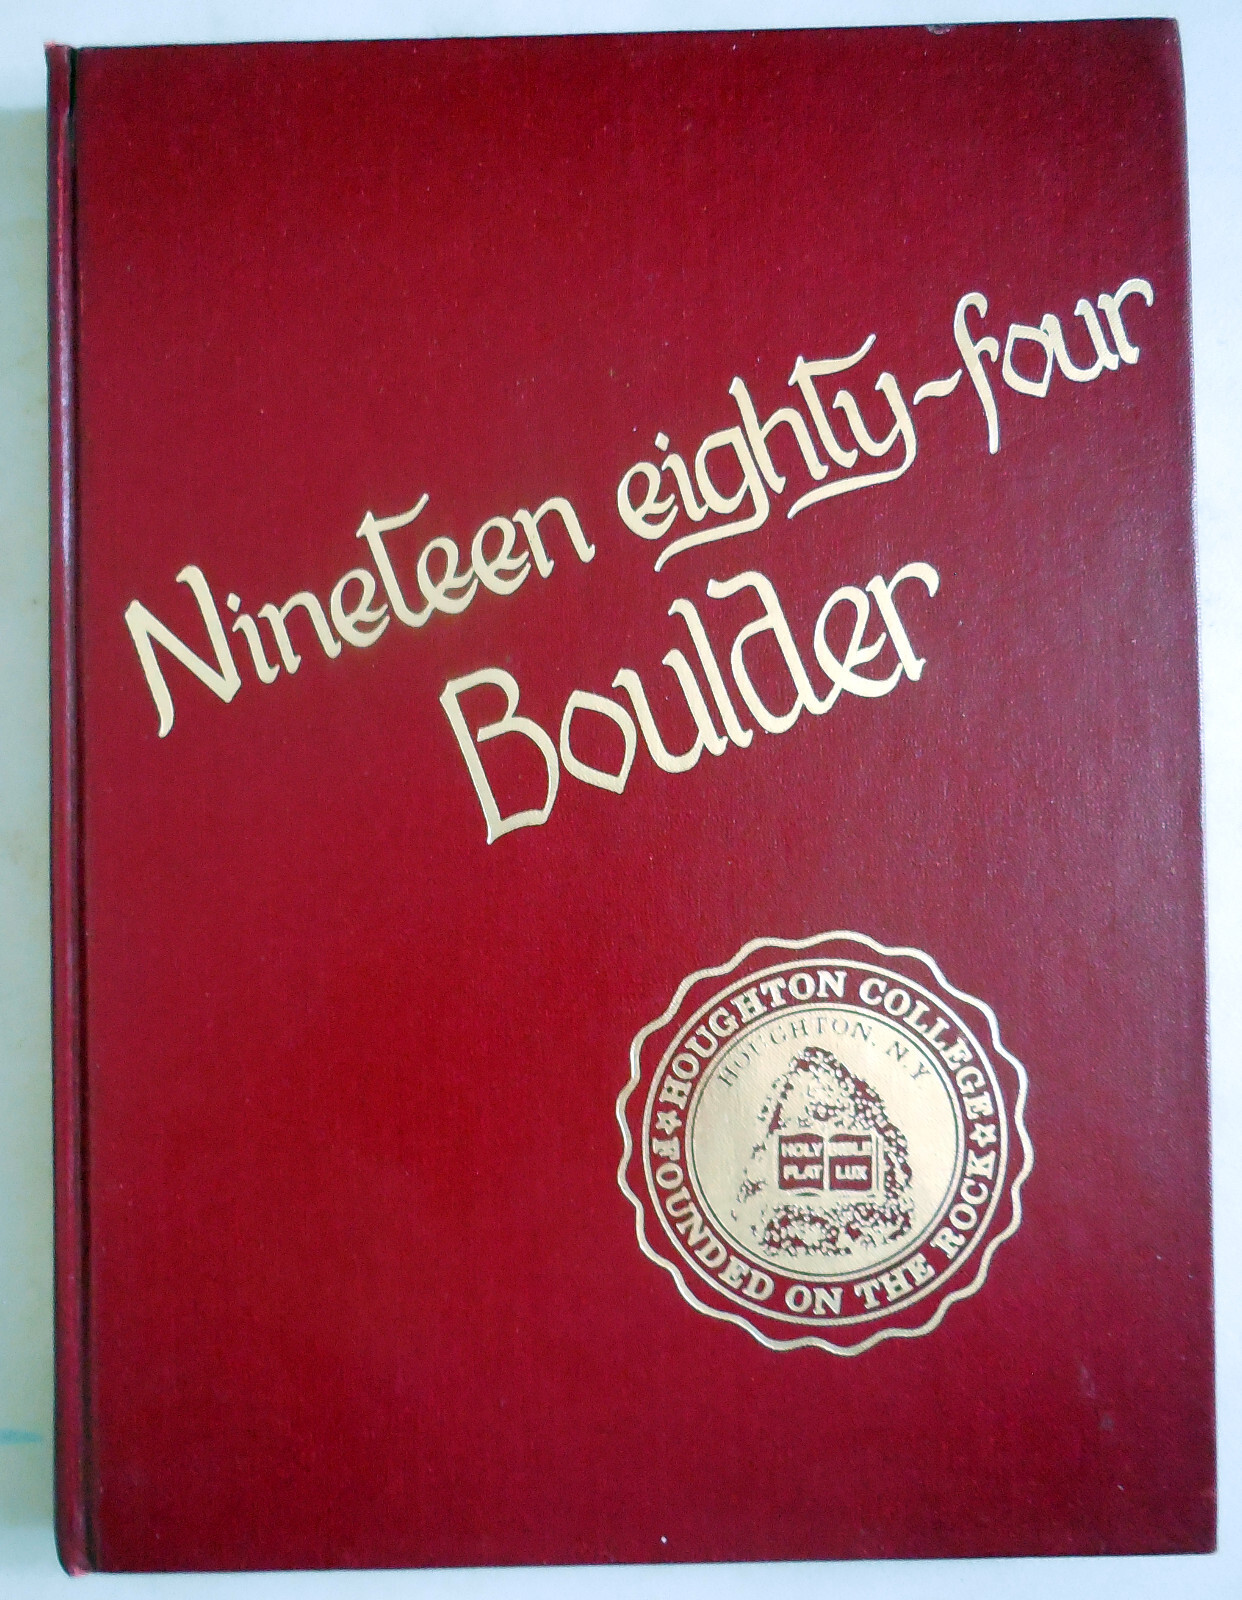 Nineteen eighty-four
Boulder
HOUGHTON COLLEGE
HOUGHTON, N.Y.
HOLY BIBLE
FIAT LUX
FOUNDED ON THE ROCK